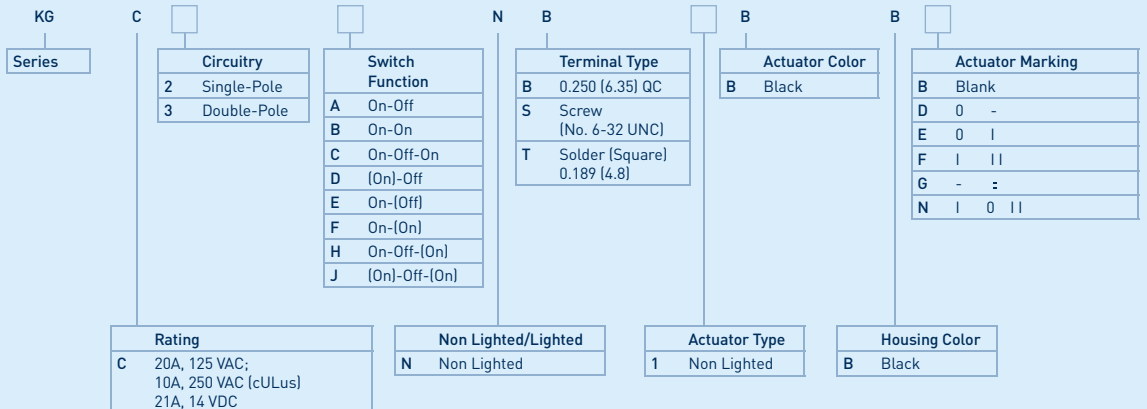 KG C N B B B
Series
Circuitry
2 Single-Pole
3 Double-Pole
Switch
Function
A On-Off
B On-On
C On-Off-On
D (On)-Off
E On-(Off)
F On-(On)
H On-Off-(On)
J (On)-Off-(On)
Terminal Type
B 0.250 (6.35) QC
S Screw
(No. 6-32 UNC)
T Solder (Square)
0.189 (4.8)
Actuator Color
B Black
Actuator Marking
B Blank
D 0 -
E 0 I
F I II
G - =
N I 0 II
Rating
C 20A, 125 VAC;
10A, 250 VAC (cULus)
21A, 14 VDC
Non Lighted/Lighted
N Non Lighted
Actuator Type
1 Non Lighted
Housing Color
B Black